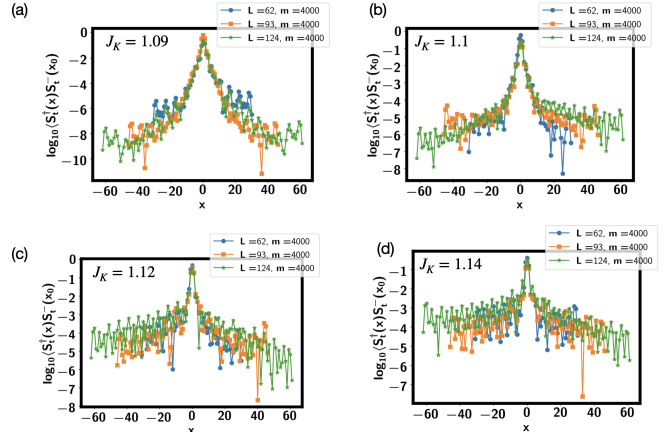 (a)
L =62, m =4000
L =93, m =4000
L =124, m =4000
J_K = 1.09
0
−2
−4
−6
−8
−10
log10⟨S_t^†(x)S_t^−(x0)
−60 −40 −20 0 20 40 60
x
(b)
L =62, m =4000
L =93, m =4000
L =124, m =4000
J_K = 1.1
0
−1
−2
−3
−4
−5
−6
−7
−8
log10⟨S_t^†(x)S_t^−(x0)
−60 −40 −20 0 20 40 60
x
(c)
L =62, m =4000
L =93, m =4000
L =124, m =4000
J_K = 1.12
0
−1
−2
−3
−4
−5
−6
−7
−8
log10⟨S_t^†(x)S_t^−(x0)
−60 −40 −20 0 20 40 60
x
(d)
L =62, m =4000
L =93, m =4000
L =124, m =4000
J_K = 1.14
−1
−2
−3
−4
−5
−6
−7
log10⟨S_t^†(x)S_t^−(x0)
−60 −40 −20 0 20 40 60
x